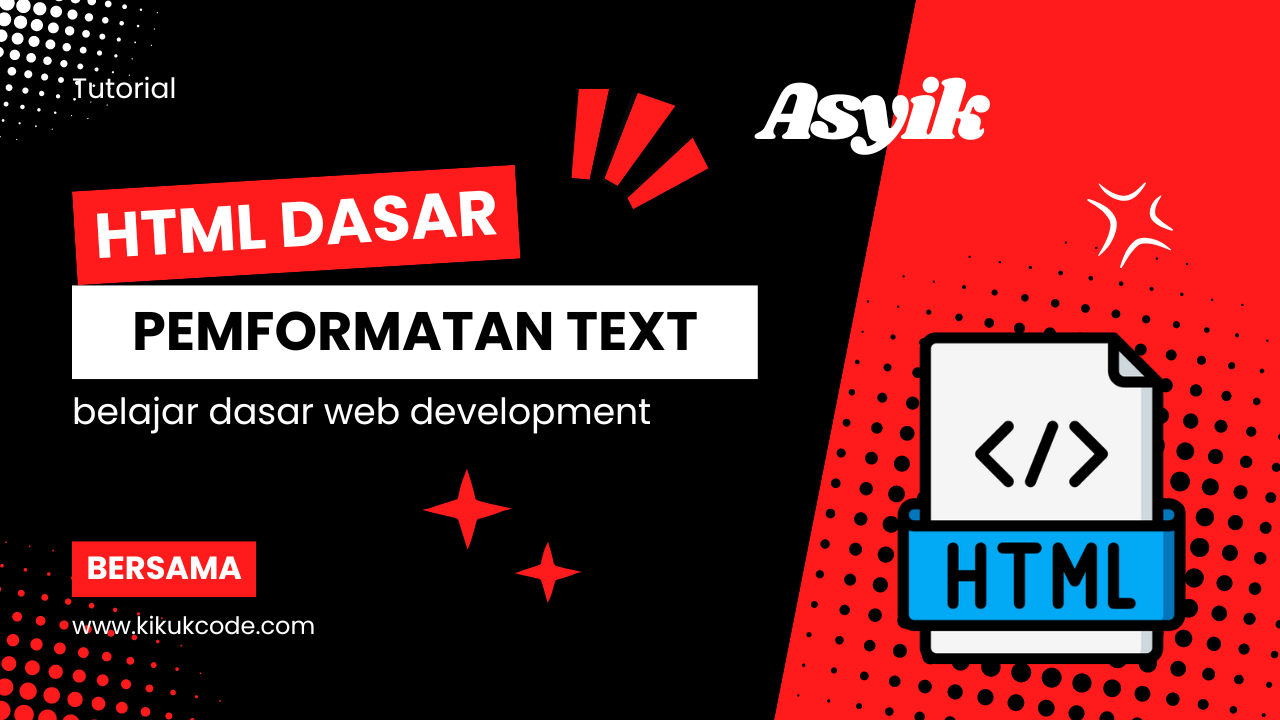 Tutorial
Asyik
HTML DASAR
PEMFORMATAN TEXT
belajar dasar web development
</>
HTML
BERSAMA
www.kikukcode.com